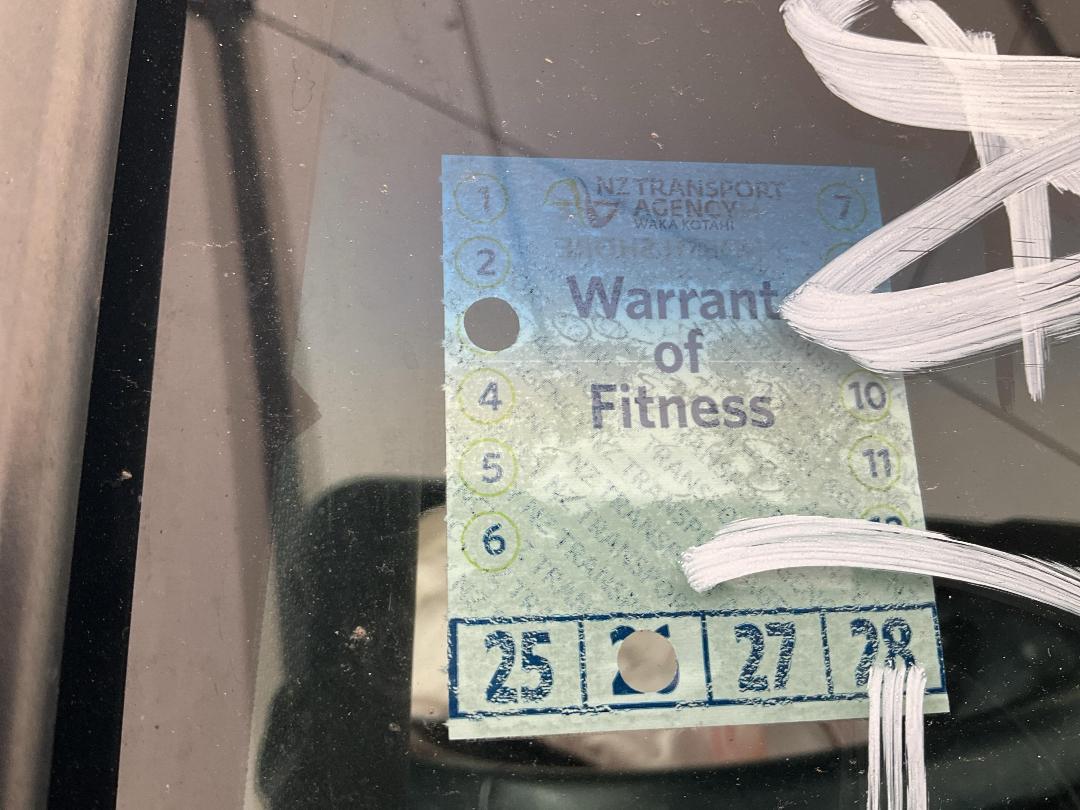 NZ TRANSPORT
AGENCY
WAKA KOTAHI
Warrant
of
Fitness
1
2
4
5
6
7
10
11
25 27 28